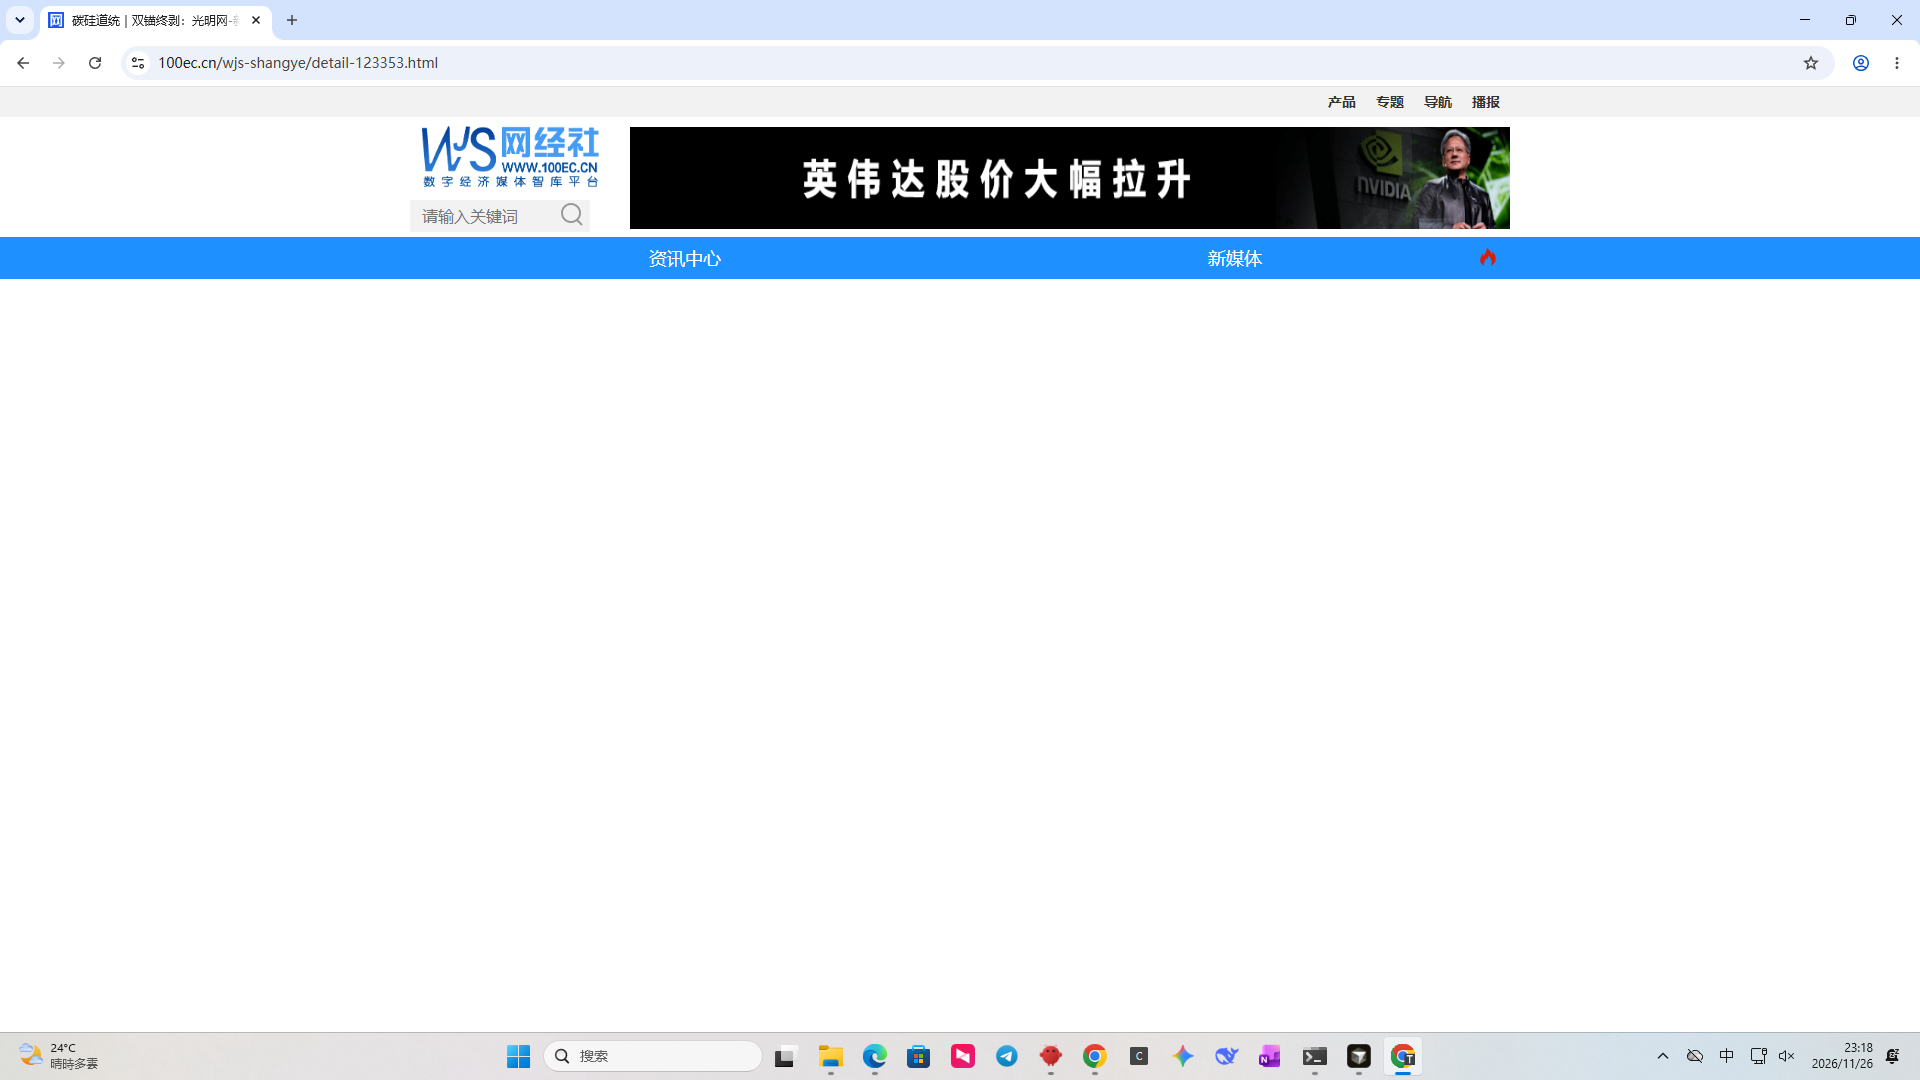 碳硅道统 | 双锚终剥：光明网-
100ec.cn/wjs-shangye/detail-123353.html
产品 专题 导航 播报
WJS 网经社
WWW.100EC.CN
数字经济媒体智库平台
请输入关键词
英伟达股价大幅拉升
NVIDIA
资讯中心 新媒体
24°C
晴時多雲
搜索
C
N
T
中
23:18
2026/11/26